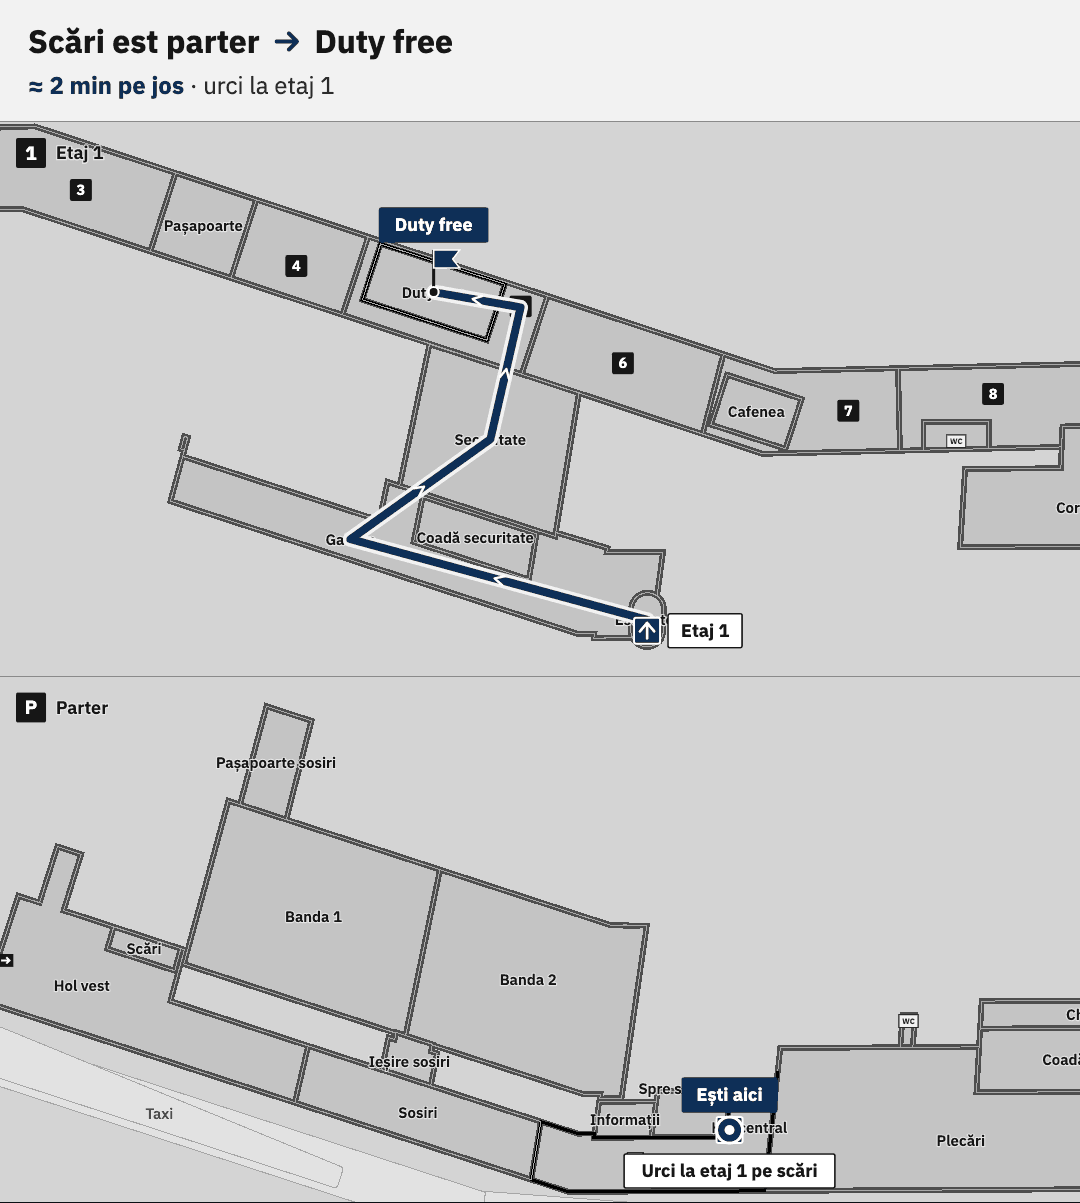 Scări est parter → Duty free
≈ 2 min pe jos · urci la etaj 1
1 Etaj 1
3
Pașapoarte
Duty free
4
6
Cafenea
7
8
WC
Coadă securitate
Etaj 1
P Parter
Pașapoarte sosiri
Banda 1
Scări
Banda 2
Hol vest
WC
Ieșire sosiri
Ești aici
Taxi
Sosiri
Informații
Plecări
Urci la etaj 1 pe scări